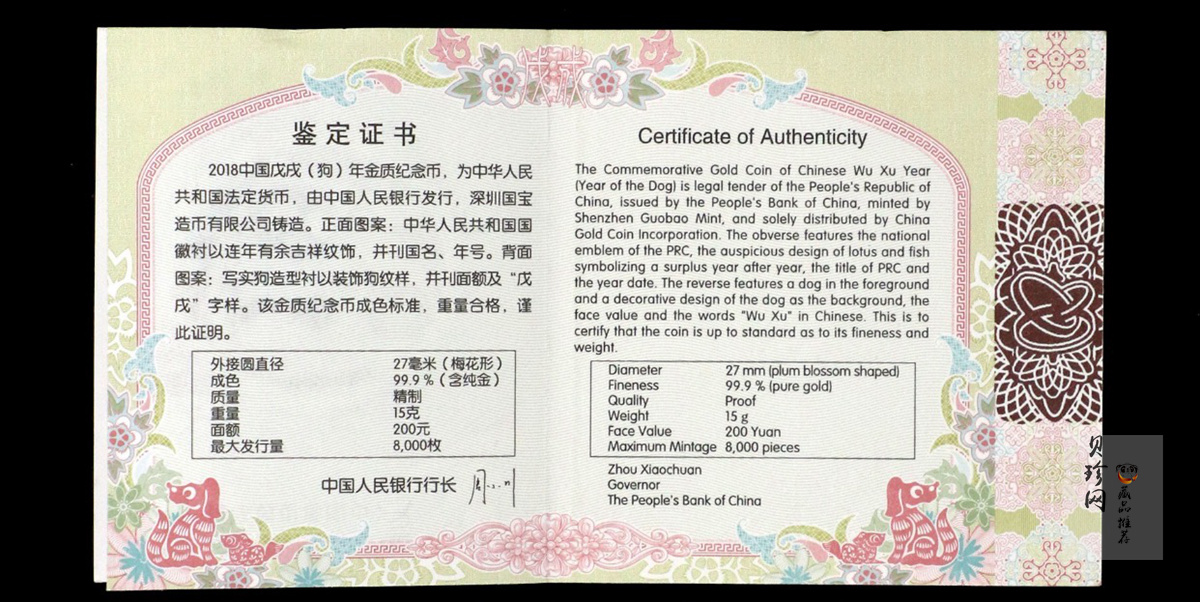 鉴定证书
2018中国戊戌（狗）年金质纪念币，为中华人民
共和国法定货币，由中国人民银行发行，深圳国宝
造币有限公司铸造。正面图案：中华人民共和国国
徽衬以连年有余吉祥纹饰，并刊国名、年号。背面
图案：写实狗造型衬以装饰狗纹样，并刊面额及“戊
戌”字样。该金质纪念币成色标准，重量合格，谨
此证明。
外接圆直径 27毫米（梅花形）
成色 99.9％（含纯金）
质量 精制
重量 15克
面额 200元
最大发行量 8,000枚
中国人民银行行长
Certificate of Authenticity
The Commemorative Gold Coin of Chinese Wu Xu Year
(Year of the Dog) is legal tender of the People's Republic of
China, issued by the People's Bank of China, minted by
Shenzhen Guobao Mint, and solely distributed by China
Gold Coin Incorporation. The obverse features the national
emblem of the PRC, the auspicious design of lotus and fish
symbolizing a surplus year after year, the title of PRC and
the year date. The reverse features a dog in the foreground
and a decorative design of the dog as the background, the
face value and the words "Wu Xu" in Chinese. This is to
certify that the coin is up to standard as to its fineness and
weight.
Diameter 27 mm (plum blossom shaped)
Fineness 99.9 % (pure gold)
Quality Proof
Weight 15 g
Face Value 200 Yuan
Maximum Mintage 8,000 pieces
Zhou Xiaochuan
Governor
The People's Bank of China
贝珍网
藏品推荐